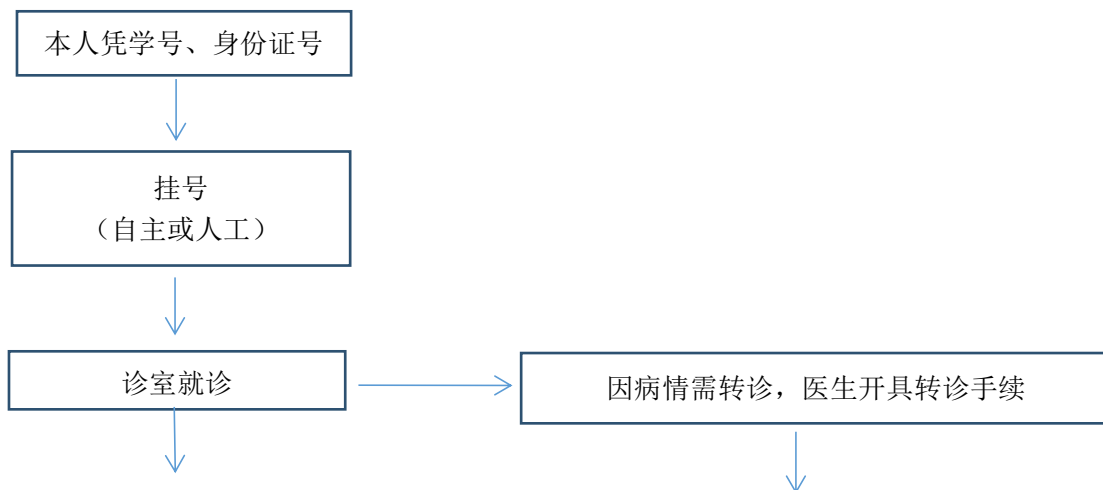 本人凭学号、身份证号
挂号
（自主或人工）
诊室就诊
因病情需转诊，医生开具转诊手续